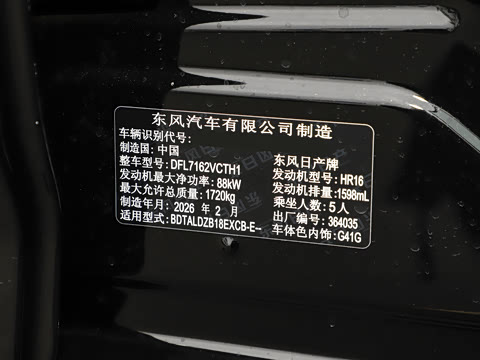 东风汽车有限公司制造
车辆识别代号:
制造国: 中国 东风日产牌
整车型号: DFL7162VCTH1 发动机型号: HR16
发动机最大净功率: 88kW 发动机排量: 1598mL
最大允许总质量: 1720kg 乘坐人数: 5人
制造年月: 2026 年 2 月 出厂编号: 364035
适用型式: BDTALDZB18EXCB-E-- 车体色内饰: G41G